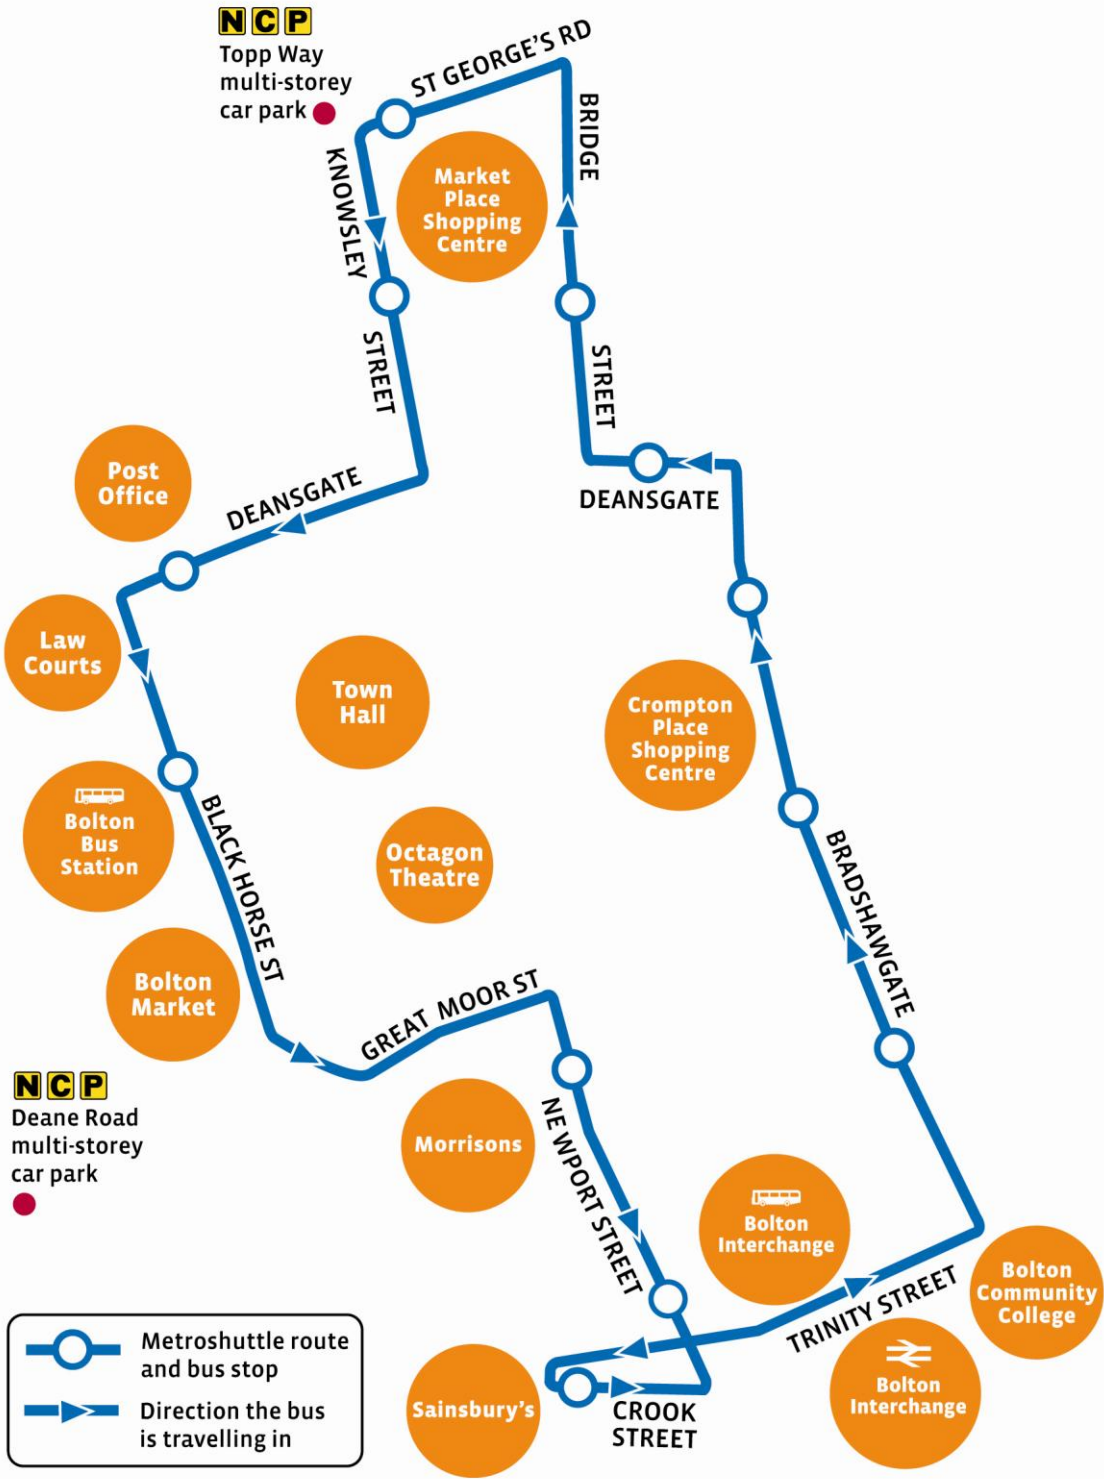 NCP
Topp Way
multi-storey
car park
ST GEORGE'S RD
BRIDGE
STREET
KNOWSLEY
STREET
Market
Place
Shopping
Centre
DEANSGATE
DEANSGATE
Post
Office
Law
Courts
Town
Hall
Crompton
Place
Shopping
Centre
Bolton
Bus
Station
BLACK HORSE ST
Octagon
Theatre
BRADSHAWGATE
Bolton
Market
GREAT MOOR ST
NCP
Deane Road
multi-storey
car park
Morrisons
NEWPORT STREET
Bolton
Interchange
TRINITY STREET
Bolton
Community
College
Bolton
Interchange
Sainsbury's
CROOK
STREET
Metroshuttle route
and bus stop
Direction the bus
is travelling in